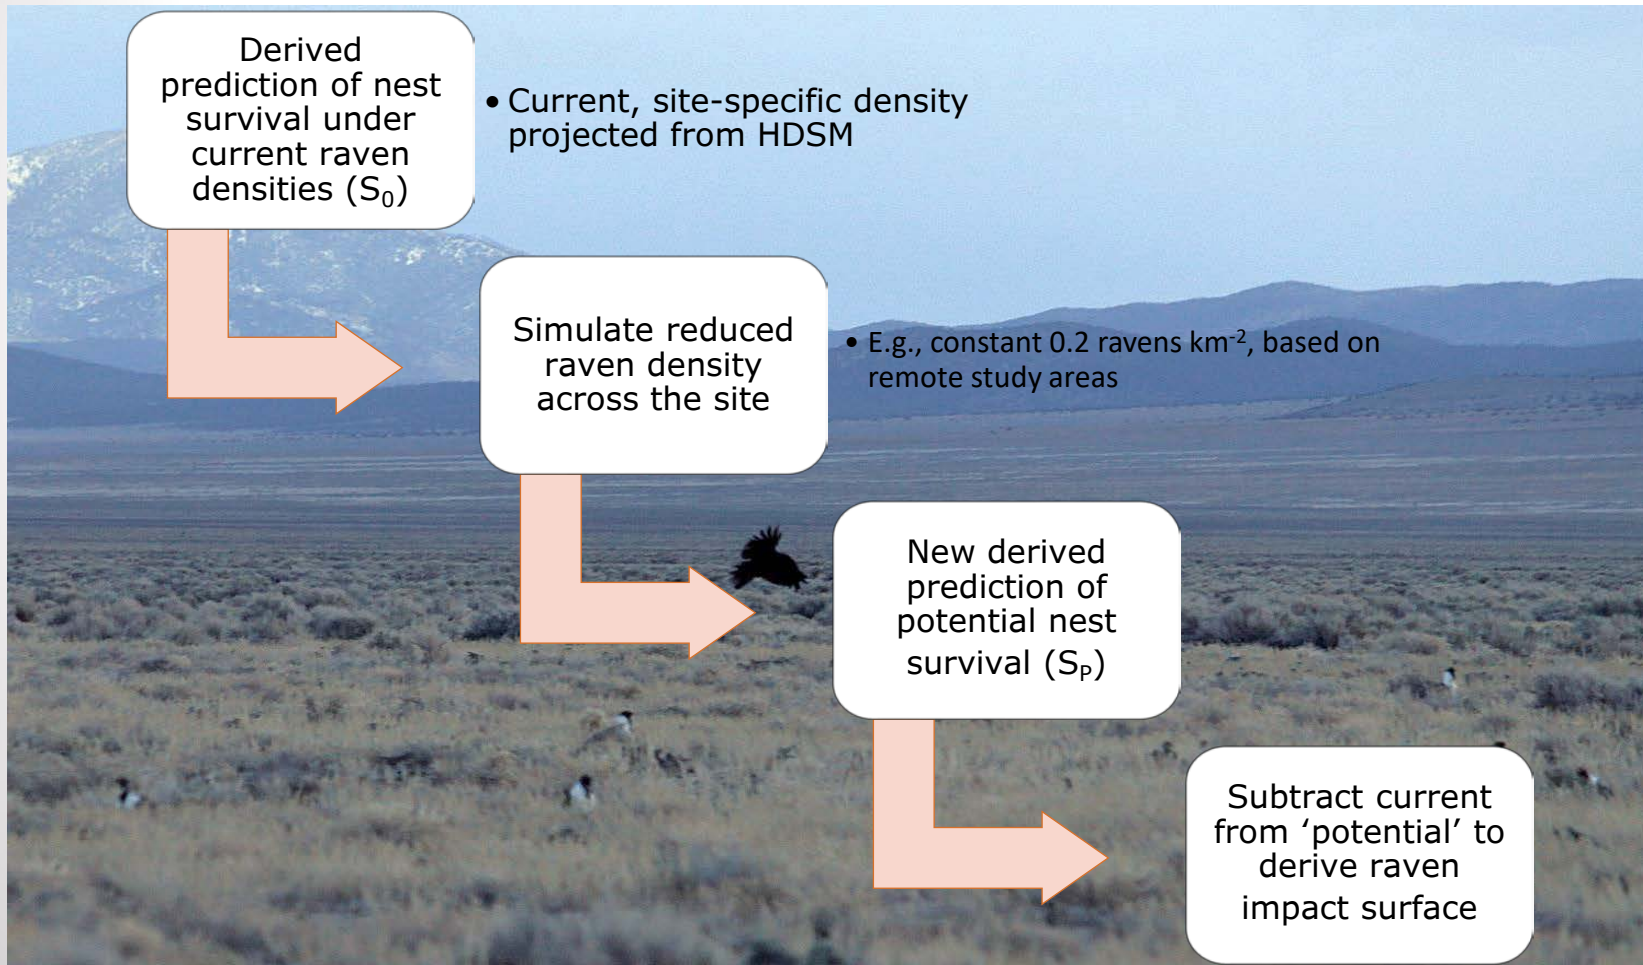 Derived
prediction of nest
survival under
current raven
densities (S₀)
• Current, site-specific density
projected from HDSM
Simulate reduced
raven density
across the site
• E.g., constant 0.2 ravens km⁻², based on
remote study areas
New derived
prediction of
potential nest
survival (Sₚ)
Subtract current
from ‘potential’ to
derive raven
impact surface